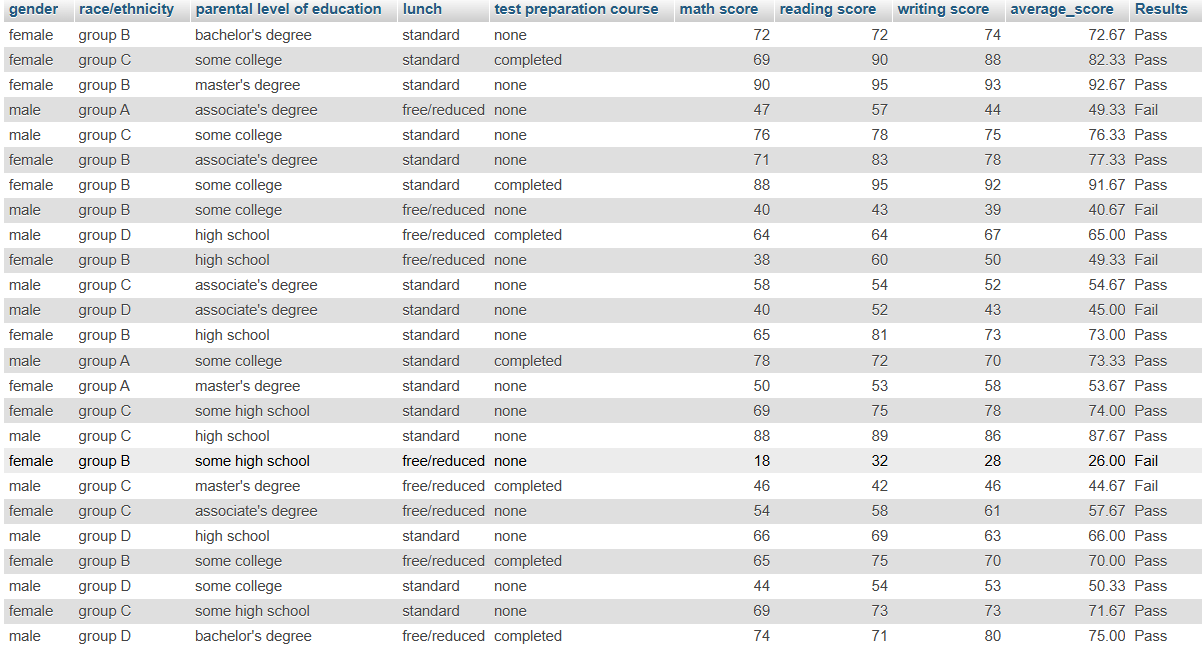 gender race/ethnicity parental level of education lunch test preparation course math score reading score writing score average_score Results
female group B bachelor's degree standard none 72 72 74 72.67 Pass
female group C some college standard completed 69 90 88 82.33 Pass
female group B master's degree standard none 90 95 93 92.67 Pass
male group A associate's degree free/reduced none 47 57 44 49.33 Fail
male group C some college standard none 76 78 75 76.33 Pass
female group B associate's degree standard none 71 83 78 77.33 Pass
female group B some college standard completed 88 95 92 91.67 Pass
male group B some college free/reduced none 40 43 39 40.67 Fail
male group D high school free/reduced completed 64 64 67 65.00 Pass
female group B high school free/reduced none 38 60 50 49.33 Fail
male group C associate's degree standard none 58 54 52 54.67 Pass
male group D associate's degree standard none 40 52 43 45.00 Fail
female group B high school standard none 65 81 73 73.00 Pass
male group A some college standard completed 78 72 70 73.33 Pass
female group A master's degree standard none 50 53 58 53.67 Pass
female group C some high school standard none 69 75 78 74.00 Pass
male group C high school standard none 88 89 86 87.67 Pass
female group B some high school free/reduced none 18 32 28 26.00 Fail
male group C master's degree free/reduced completed 46 42 46 44.67 Fail
female group C associate's degree free/reduced none 54 58 61 57.67 Pass
male group D high school standard none 66 69 63 66.00 Pass
female group B some college free/reduced completed 65 75 70 70.00 Pass
male group D some college standard none 44 54 53 50.33 Pass
female group C some high school standard none 69 73 73 71.67 Pass
male group D bachelor's degree free/reduced completed 74 71 80 75.00 Pass